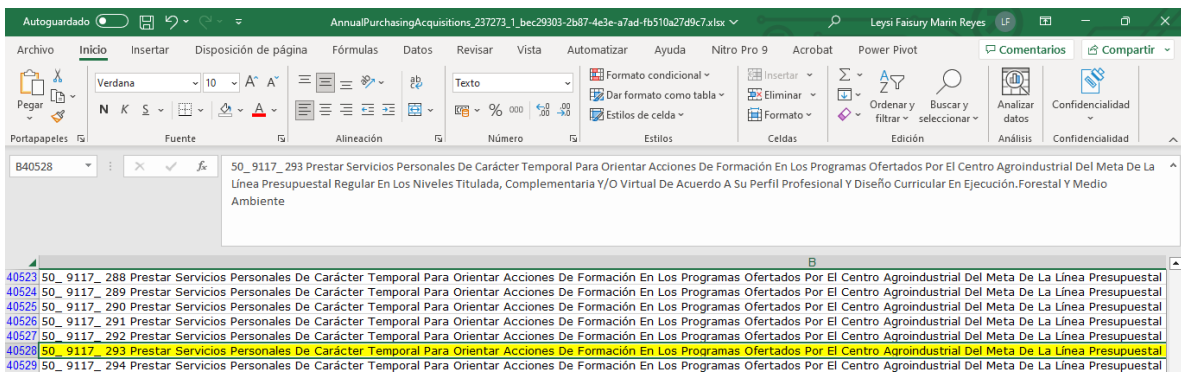 Autoguardado AnnualPurchasingAcquisitions_237273_1_bec29303-2b87-4e3e-a7ad-fb510a27d9c7.xlsx Leysi Faisury Marin Reyes LF
Archivo Inicio Insertar Disposición de página Fórmulas Datos Revisar Vista Automatizar Ayuda Nitro Pro 9 Acrobat Power Pivot Comentarios Compartir
Pegar
Verdana 10 A A
N K S A
ab
Texto
% 000
Formato condicional
Dar formato como tabla
Estilos de celda
Insertar
Eliminar
Formato
Ordenar y filtrar
Buscar y seleccionar
Analizar datos
Confidencialidad
Portapapeles Fuente Alineación Número Estilos Celdas Edición Análisis Confidencialidad
B40528 fx 50_ 9117_ 293 Prestar Servicios Personales De Carácter Temporal Para Orientar Acciones De Formación En Los Programas Ofertados Por El Centro Agroindustrial Del Meta De La
Línea Presupuestal Regular En Los Niveles Titulada, Complementaria Y/O Virtual De Acuerdo A Su Perfil Profesional Y Diseño Curricular En Ejecución.Forestal Y Medio
Ambiente
B
40523 50_ 9117_ 288 Prestar Servicios Personales De Carácter Temporal Para Orientar Acciones De Formación En Los Programas Ofertados Por El Centro Agroindustrial Del Meta De La Línea Presupuestal
40524 50_ 9117_ 289 Prestar Servicios Personales De Carácter Temporal Para Orientar Acciones De Formación En Los Programas Ofertados Por El Centro Agroindustrial Del Meta De La Línea Presupuestal
40525 50_ 9117_ 290 Prestar Servicios Personales De Carácter Temporal Para Orientar Acciones De Formación En Los Programas Ofertados Por El Centro Agroindustrial Del Meta De La Línea Presupuestal
40526 50_ 9117_ 291 Prestar Servicios Personales De Carácter Temporal Para Orientar Acciones De Formación En Los Programas Ofertados Por El Centro Agroindustrial Del Meta De La Línea Presupuestal
40527 50_ 9117_ 292 Prestar Servicios Personales De Carácter Temporal Para Orientar Acciones De Formación En Los Programas Ofertados Por El Centro Agroindustrial Del Meta De La Línea Presupuestal
40528 50_ 9117_ 293 Prestar Servicios Personales De Carácter Temporal Para Orientar Acciones De Formación En Los Programas Ofertados Por El Centro Agroindustrial Del Meta De La Línea Presupuestal
40529 50_ 9117_ 294 Prestar Servicios Personales De Carácter Temporal Para Orientar Acciones De Formación En Los Programas Ofertados Por El Centro Agroindustrial Del Meta De La Línea Presupuestal